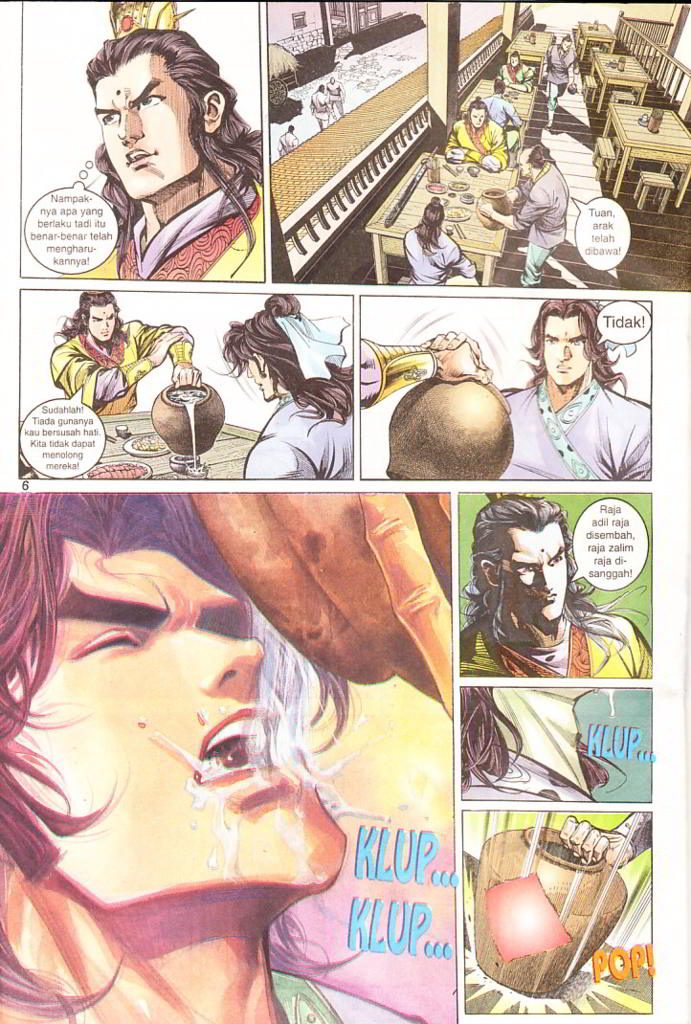 Nampak-
nya apa yang
berlaku tadi itu
benar-benar telah
mengharu-
kannya!
Tuan,
arak
telah
dibawa!
Sudahlah!
Tiada gunanya
kau bersusah hati.
Kita tidak dapat
menolong
mereka!
Tidak!
6
Raja
adil raja
disembah,
raja zalim
raja di-
sanggah!
KLUP...
KLUP...
KLUP...
POP!